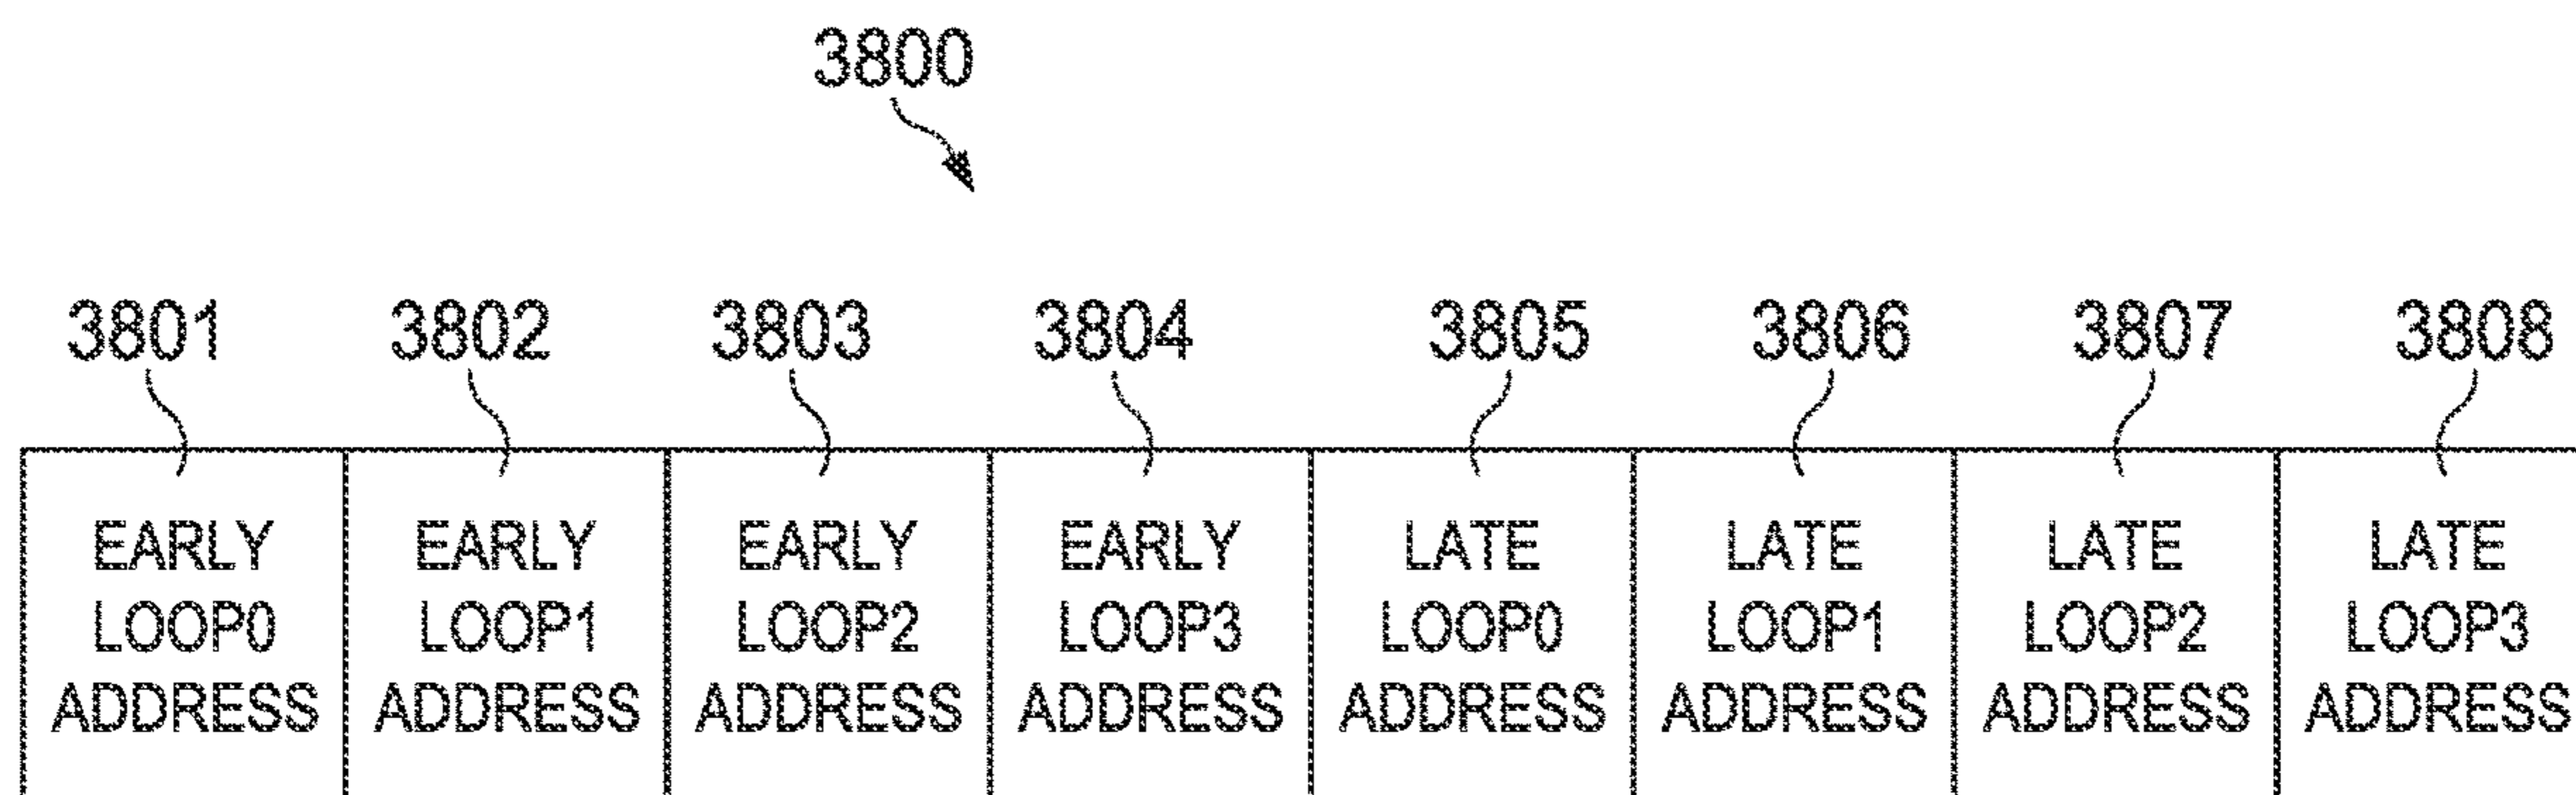 3800
3801 3802 3803 3804 3805 3806 3807 3808
EARLY EARLY EARLY EARLY LATE LATE LATE LATE
LOOP0 LOOP1 LOOP2 LOOP3 LOOP0 LOOP1 LOOP2 LOOP3
ADDRESS ADDRESS ADDRESS ADDRESS ADDRESS ADDRESS ADDRESS ADDRESS